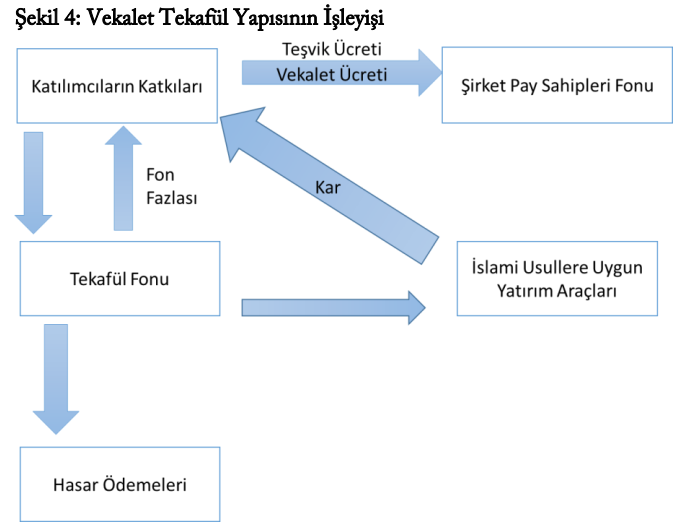 Şekil 4: Vekalet Tekafül Yapısının İşleyişi
Katılımcıların Katkıları
Teşvik Ücreti
Vekalet Ücreti
Şirket Pay Sahipleri Fonu
Fon
Fazlası
Kar
Tekafül Fonu
İslami Usullere Uygun
Yatırım Araçları
Hasar Ödemeleri